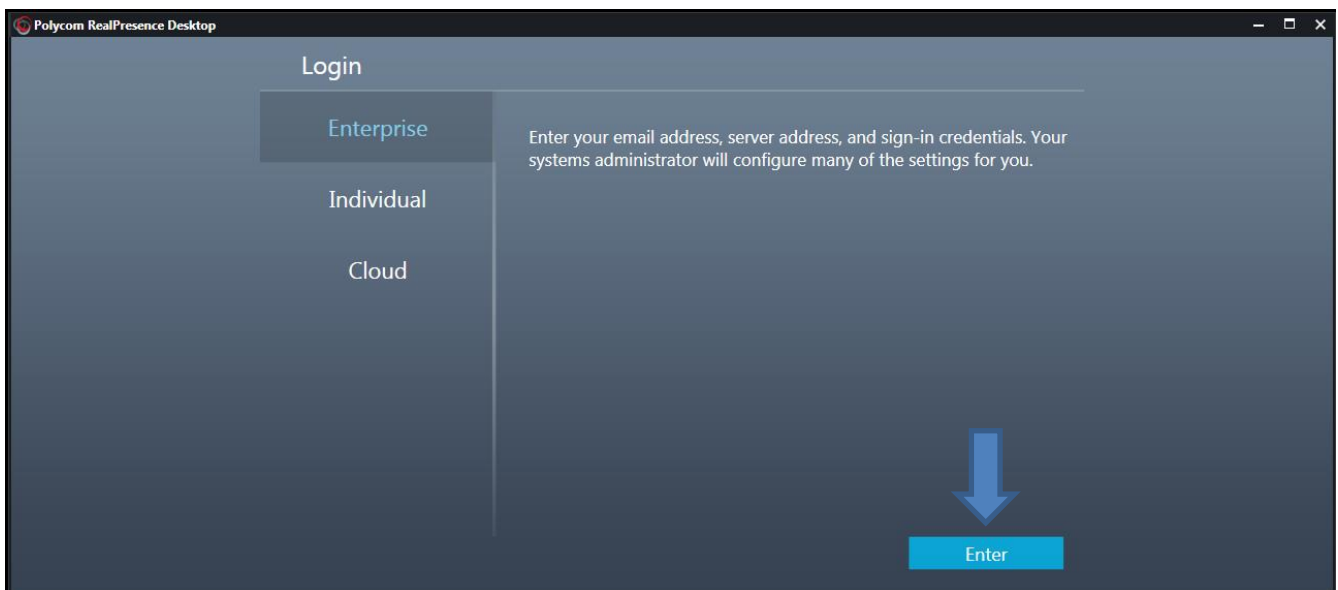 Polycom RealPresence Desktop
Login
Enterprise
Enter your email address, server address, and sign-in credentials. Your
systems administrator will configure many of the settings for you.
Individual
Cloud
Enter